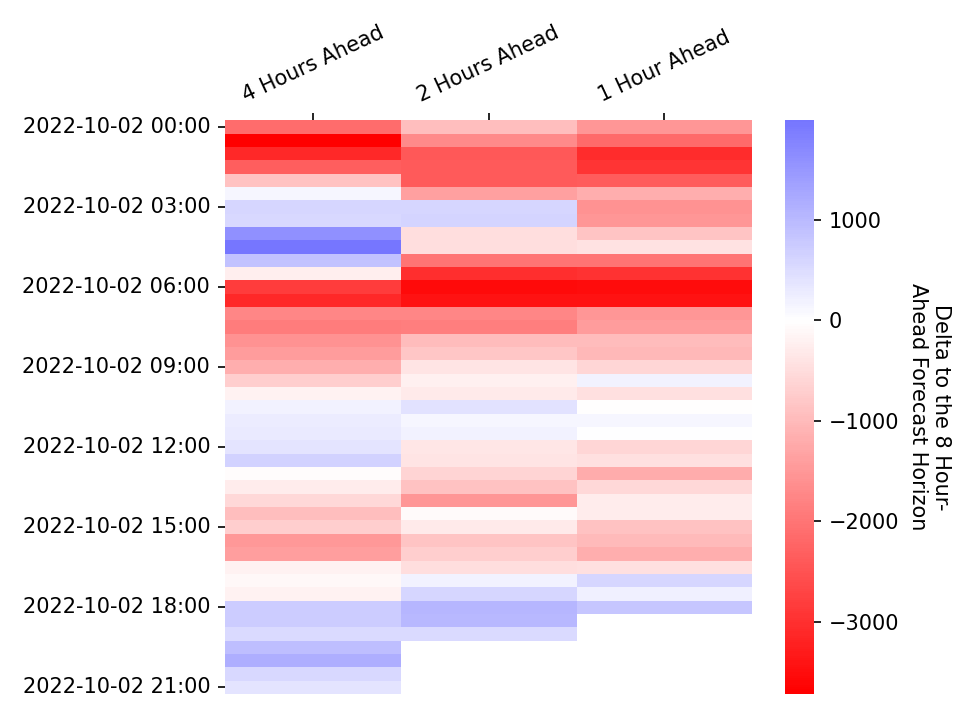 4 Hours Ahead
2 Hours Ahead
1 Hour Ahead
2022-10-02 00:00
2022-10-02 03:00
2022-10-02 06:00
2022-10-02 09:00
2022-10-02 12:00
2022-10-02 15:00
2022-10-02 18:00
2022-10-02 21:00
1000
0
−1000
−2000
−3000
Delta to the 8 Hour-
Ahead Forecast Horizon